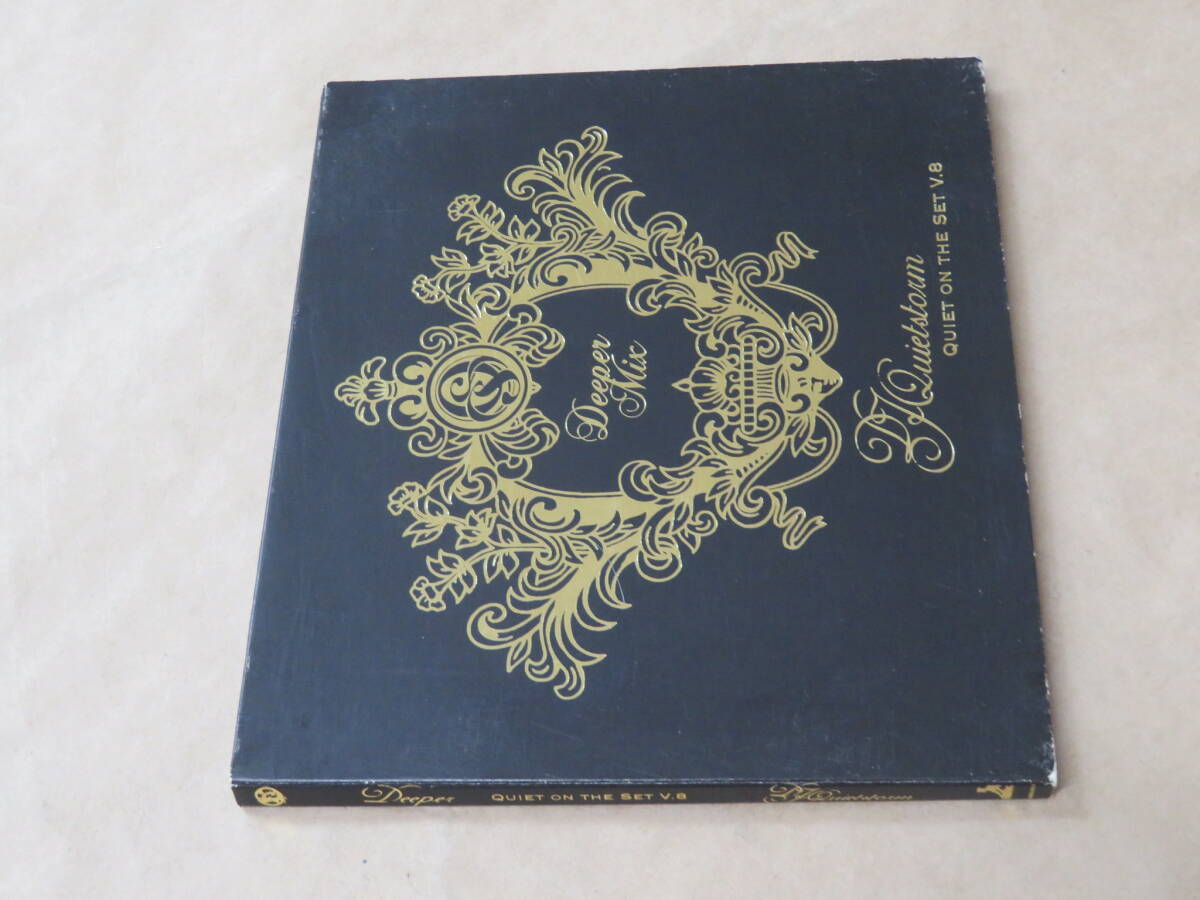 Deeper
Mix
DJ Quietstorm
QUIET ON THE SET V.8
Deeper QUIET ON THE SET V.8 DJ Quietstorm